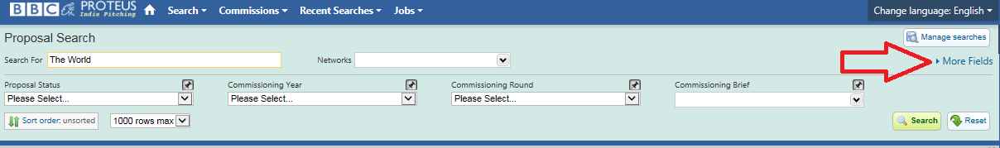 BBC PROTEUS Search Commissions Recent Searches Jobs Change language: English
Indie Pitching
Proposal Search Manage searches
Search For The World Networks More Fields
Proposal Status Commissioning Year Commissioning Round Commissioning Brief
Please Select... Please Select... Please Select...
Sort order: unsorted 1000 rows max Search Reset